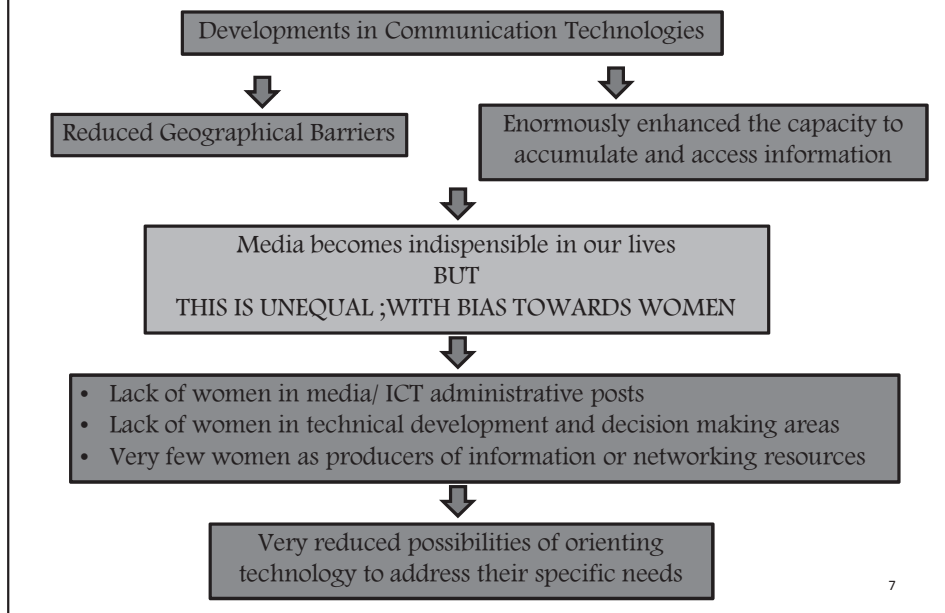 Developments in Communication Technologies
Reduced Geographical Barriers
Enormously enhanced the capacity to
accumulate and access information
Media becomes indispensible in our lives
BUT
THIS IS UNEQUAL ;WITH BIAS TOWARDS WOMEN
• Lack of women in media/ ICT administrative posts
• Lack of women in technical development and decision making areas
• Very few women as producers of information or networking resources
Very reduced possibilities of orienting
technology to address their specific needs
7